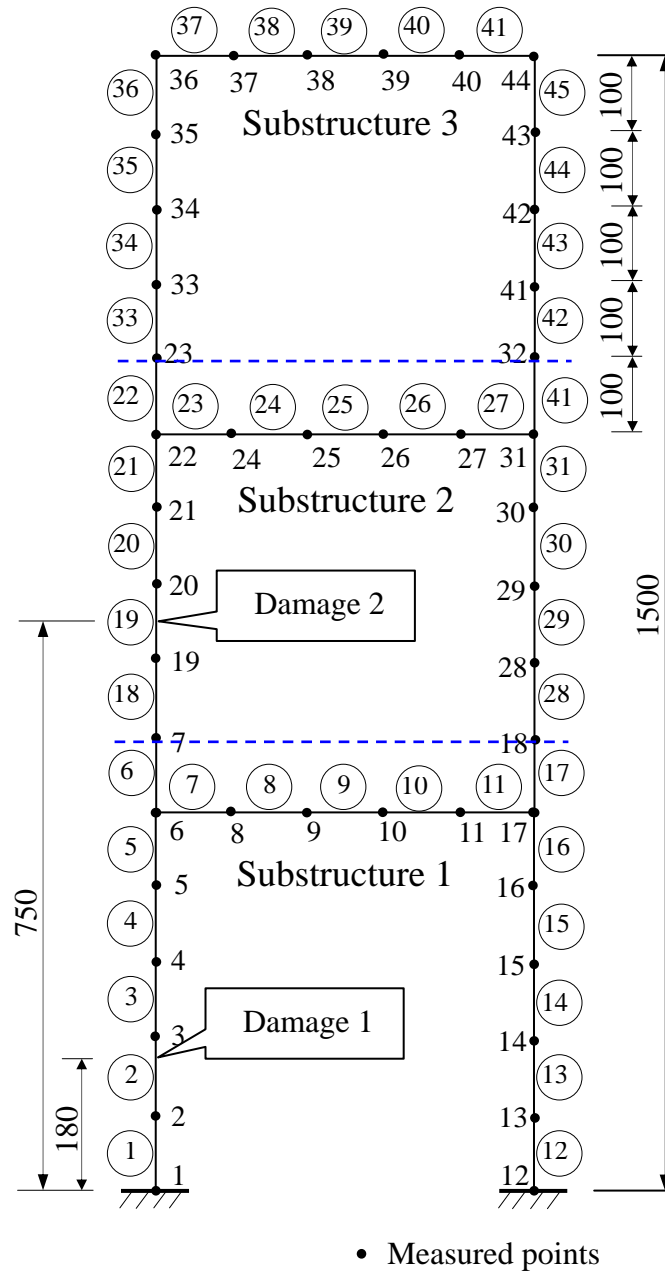 37 38 39 40 41
36 36 37 38 39 40 44 45
Substructure 3
100
35 43
35 44
34 42
100
34 43
100
33 41
33 42
100
23 32
22 23 24 25 26 27 41
100
22 24 25 26 27 31
21 31
Substructure 2
21 30
20 30
20 29
Damage 2
19 29
1500
19 28
18 28
7 18
6 7 8 9 10 11 17
6 8 9 10 11 17
5 16
Substructure 1
5 16
750
4 15
4 15
3 14
Damage 1
3 14
2 13
180
2 13
1 12
1 12
• Measured points